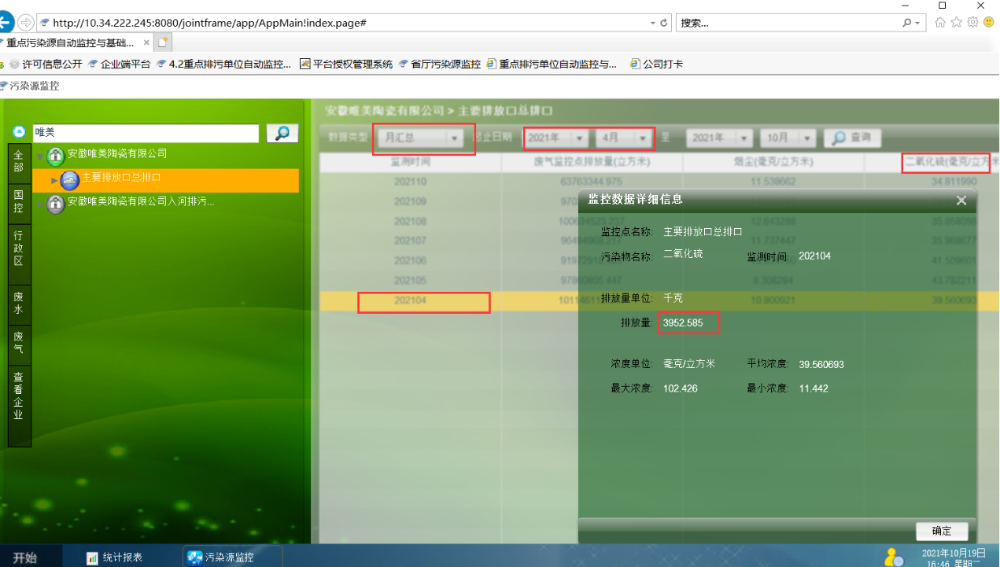 http://10.34.222.245:8080/jointframe/app/AppMain!index.page#
搜索...
重点污染源自动监控与基础...
许可信息公开 企业端平台 4.2重点排污单位自动监控... 平台授权管理系统 省厅污染源监控 重点排污单位自动监控与... 公司打卡
污染源监控
安徽唯美陶瓷有限公司 > 主要排放口总排口
唯美
数据类型 月汇总 起止日期 2021年 4月 至 2021年 10月 查询
全部
国控
行政区
废水
废气
查看企业
安徽唯美陶瓷有限公司
主要排放口总排口
安徽唯美陶瓷有限公司入河排污...
监测时间 废气监控点排放量(立方米) 烟尘(毫克/立方米) 二氧化硫(毫克/立方米
202110 63763344.975 11.538662 34.811990
202109
202108 12.643288 35.858098
202107 11.737447 35.968677
202106 41.509601
202105 97860805.447 8.308284 43.782211
202104 10.800921 39.560693
监控数据详细信息
监控点名称: 主要排放口总排口
污染物名称: 二氧化硫 监测时间: 202104
排放量单位: 千克
排放量: 3952.585
浓度单位: 毫克/立方米 平均浓度: 39.560693
最大浓度: 102.426 最小浓度: 11.442
确定
开始 统计报表 污染源监控
2021年10月19日
16:46 星期二